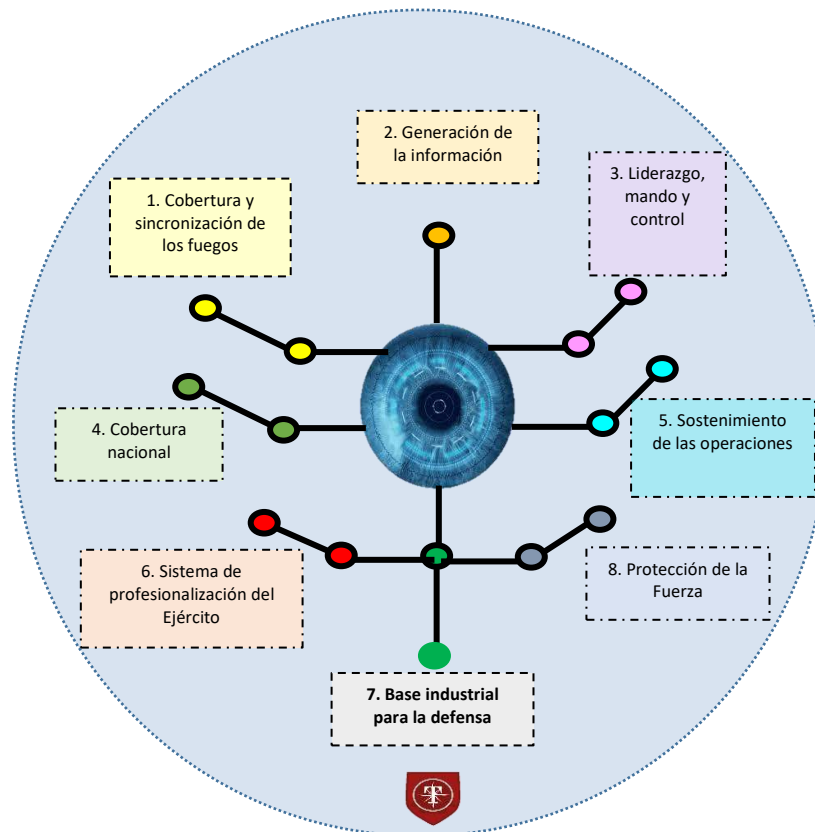 1. Cobertura y
sincronización de
los fuegos
2. Generación de
la información
3. Liderazgo,
mando y
control
4. Cobertura
nacional
5. Sostenimiento
de las operaciones
6. Sistema de
profesionalización del
Ejército
7. Base industrial
para la defensa
8. Protección de la
Fuerza